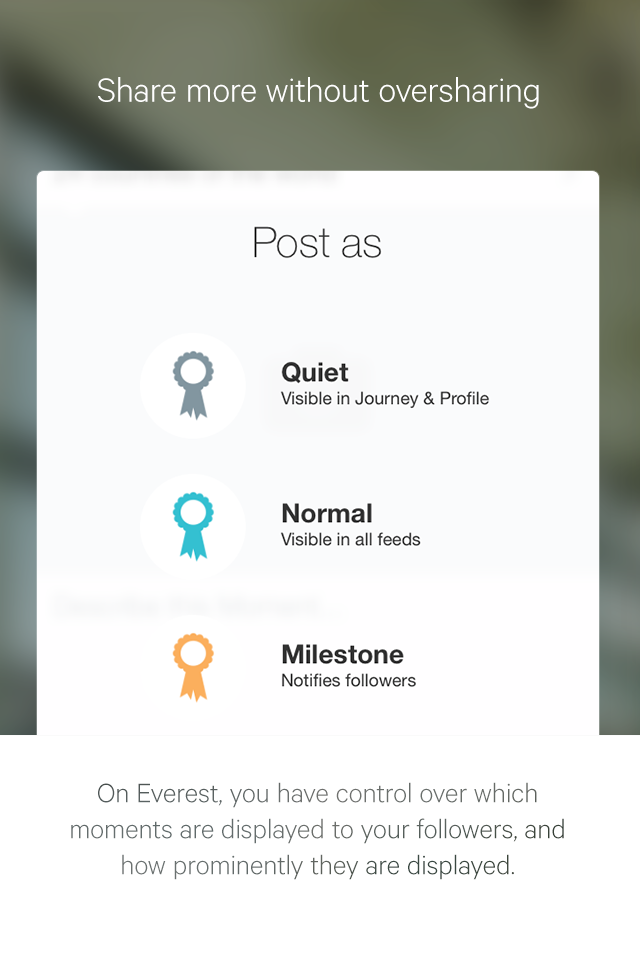 Share more without oversharing
Post as
Quiet
Visible in Journey & Profile
Normal
Visible in all feeds
Milestone
Notifies followers
On Everest, you have control over which
moments are displayed to your followers, and
how prominently they are displayed.